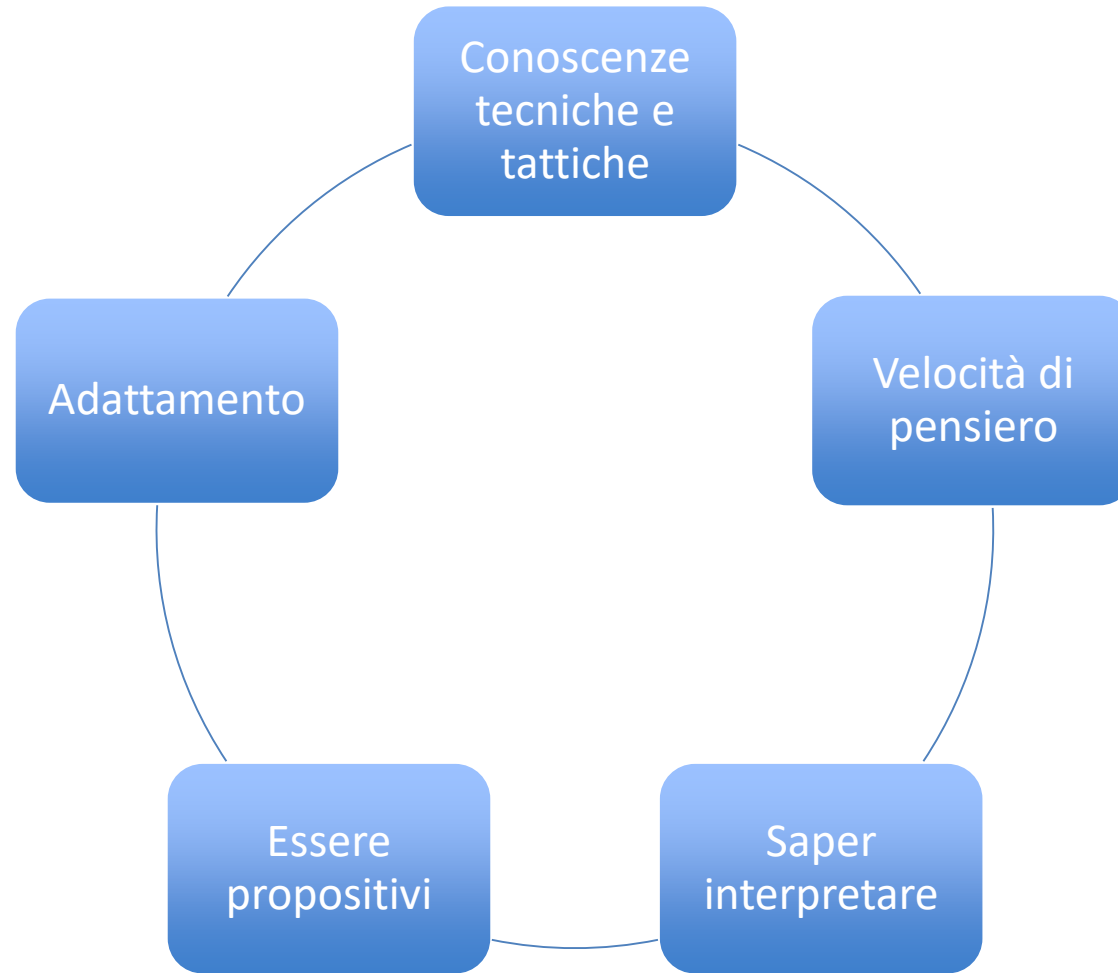 Conoscenze
tecniche e
tattiche
Velocità di
pensiero
Saper
interpretare
Essere
propositivi
Adattamento